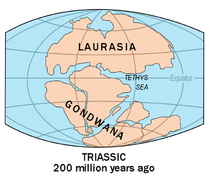 LAURASIA
TETHYS
SEA
Equator
GONDWANA
TRIASSIC
200 million years ago